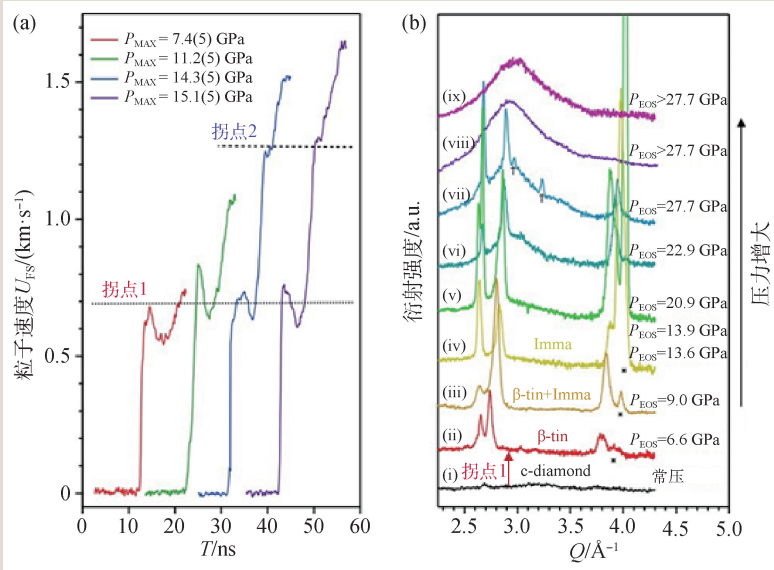 (a)
P_MAX = 7.4(5) GPa
P_MAX = 11.2(5) GPa
P_MAX = 14.3(5) GPa
P_MAX = 15.1(5) GPa
拐点2
拐点1
粒子速度 U_FS/(km·s⁻¹)
1.5
1.0
0.5
0
0 10 20 30 40 50 60
T/ns
(b)
(ix)
P_EOS>27.7 GPa
(viii)
P_EOS>27.7 GPa
(vii)
† †
P_EOS=27.7 GPa
(vi)
P_EOS=22.9 GPa
(v)
P_EOS=20.9 GPa
P_EOS=13.9 GPa
(iv)
Imma
P_EOS=13.6 GPa
(iii)
β-tin+Imma
P_EOS=9.0 GPa
(ii)
β-tin
P_EOS=6.6 GPa
拐点1
(i)
c-diamond
常压
衍射强度/a.u.
压力增大
2.5 3.0 3.5 4.0 4.5 5.0
Q/Å⁻¹